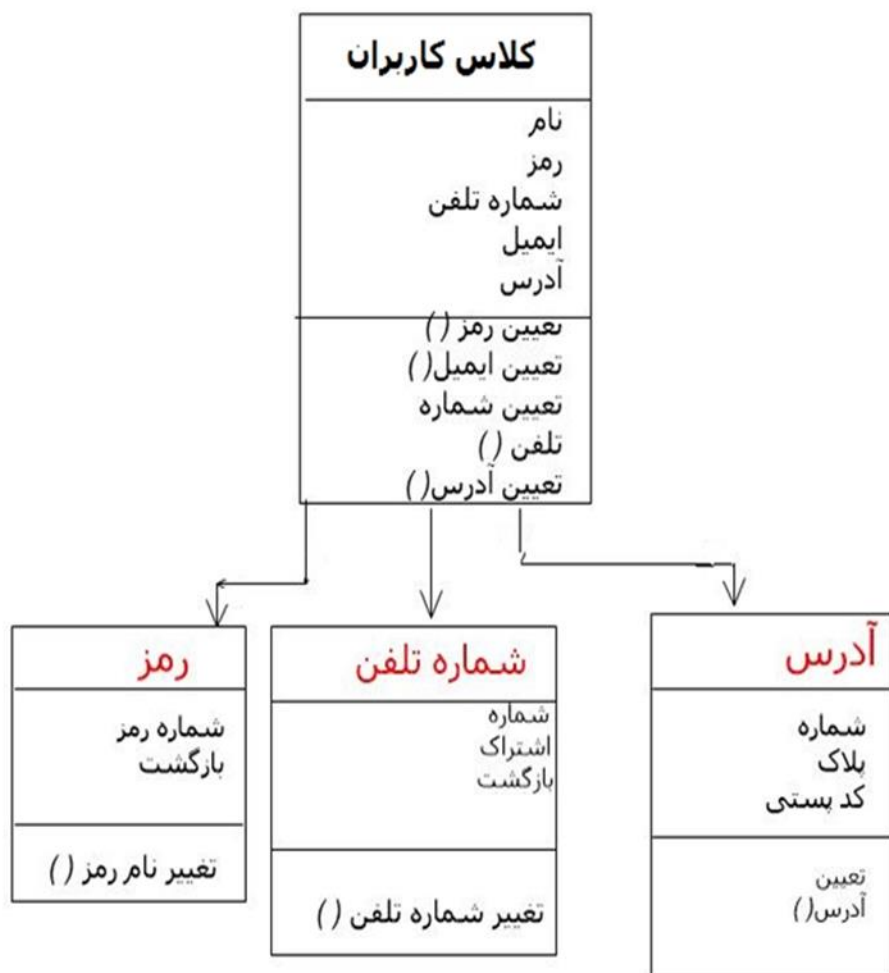 کلاس کاربران
نام
رمز
شماره تلفن
ایمیل
آدرس
تعیین رمز ( )
تعیین ایمیل( )
تعیین شماره
تلفن ( )
تعیین آدرس( )
آدرس
شماره
پلاک
کد پستی
تعیین
آدرس( )
شماره تلفن
شماره
اشتراک
بازگشت
تغییر شماره تلفن ( )
رمز
شماره رمز
بازگشت
تغییر نام رمز ( )